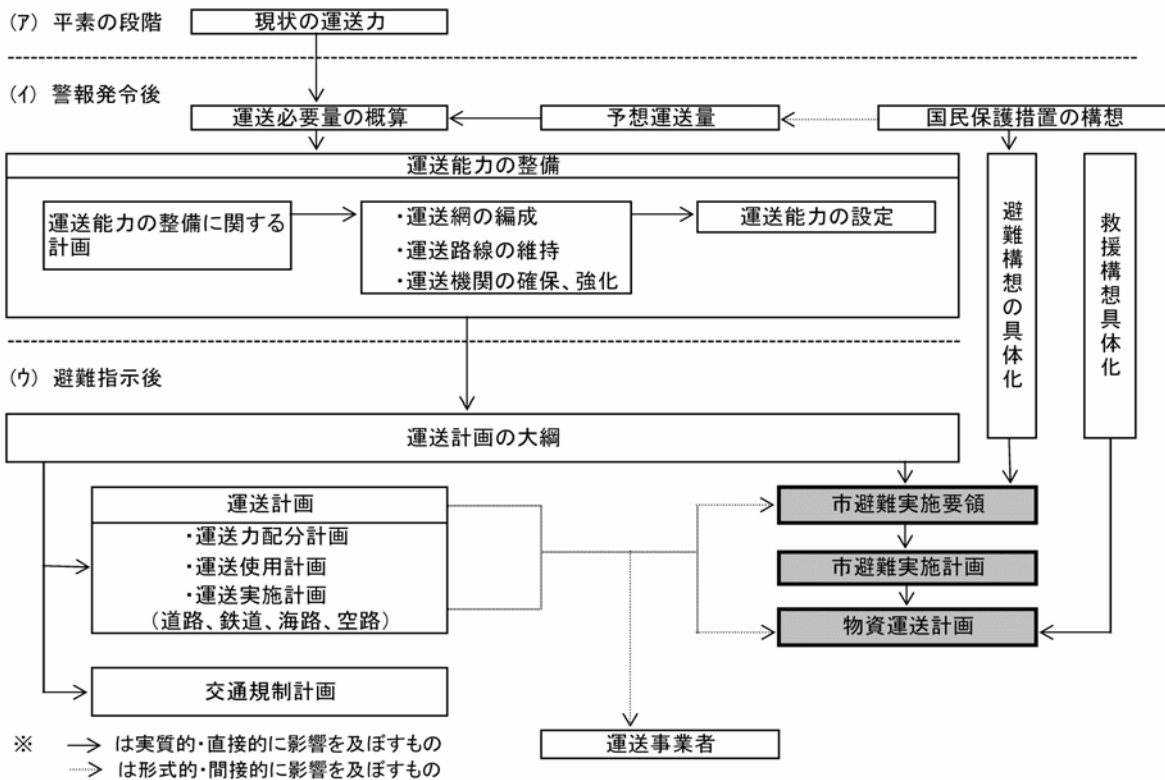 (ア) 平素の段階
現状の運送力
(イ) 警報発令後
運送必要量の概算
予想運送量
国民保護措置の構想
運送能力の整備
運送能力の整備に関する
計画
・運送網の編成
・運送路線の維持
・運送機関の確保、強化
運送能力の設定
避難構想の具体化
救援構想具体化
(ウ) 避難指示後
運送計画の大綱
運送計画
・運送力配分計画
・運送使用計画
・運送実施計画
(道路、鉄道、海路、空路)
市避難実施要領
市避難実施計画
物資運送計画
交通規制計画
運送事業者
※ → は実質的・直接的に影響を及ぼすもの
は形式的・間接的に影響を及ぼすもの